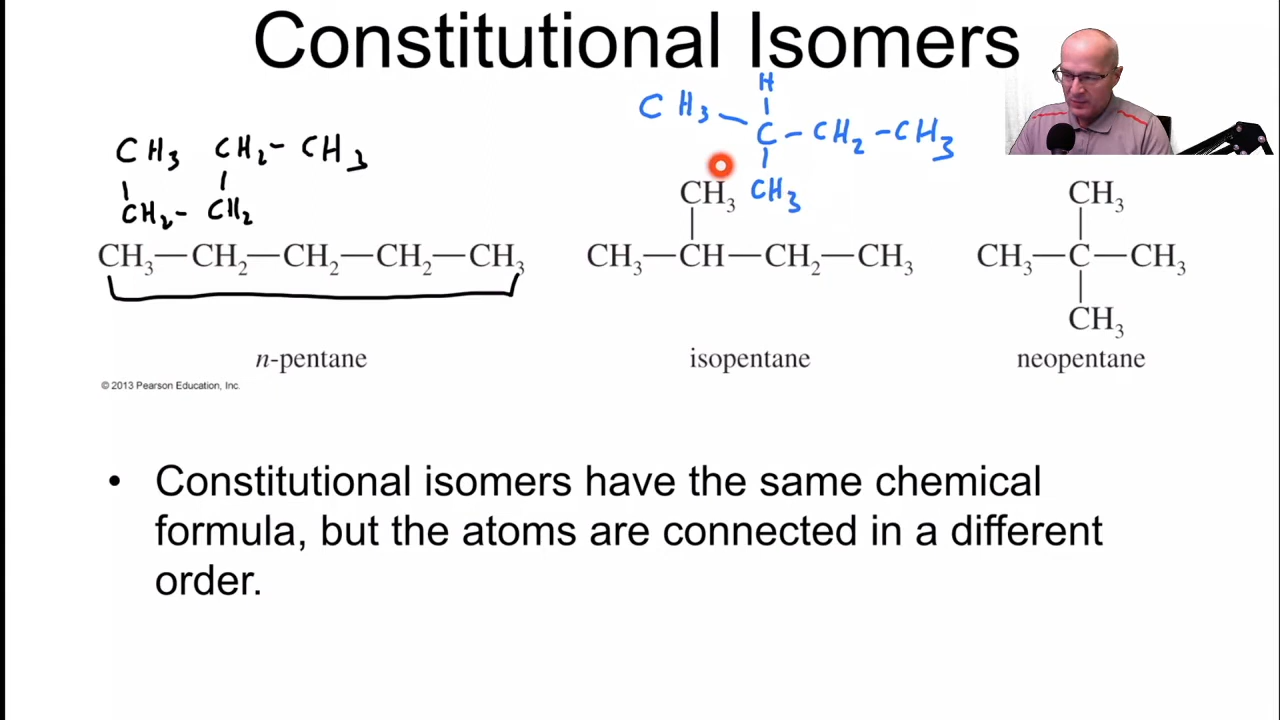 Constitutional Isomers
CH₃ CH₂-CH₃
CH₂-CH₂
H
CH₃-C-CH₂-CH₃
CH₃
CH₃—CH₂—CH₂—CH₂—CH₃
n-pentane
CH₃
CH₃—CH—CH₂—CH₃
isopentane
CH₃
CH₃—C—CH₃
CH₃
neopentane
© 2013 Pearson Education, Inc.
• Constitutional isomers have the same chemical
formula, but the atoms are connected in a different
order.